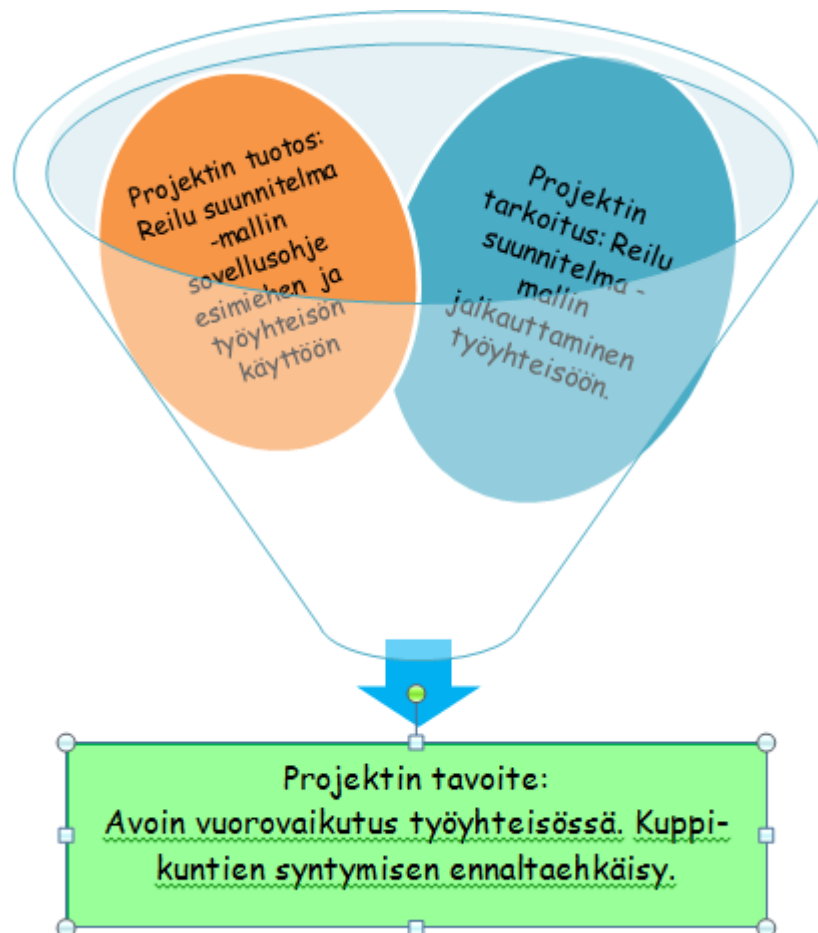 Projektin tuotos:
Reilu suunnitelma
-mallin
sovellusohje
esimiehen ja
työyhteisön
käyttöön
Projektin
tarkoitus: Reilu
suunnitelma -
mallin
jalkauttaminen
työyhteisöön.
Projektin tavoite:
Avoin vuorovaikutus työyhteisössä. Kuppi-
kuntien syntymisen ennaltaehkäisy.